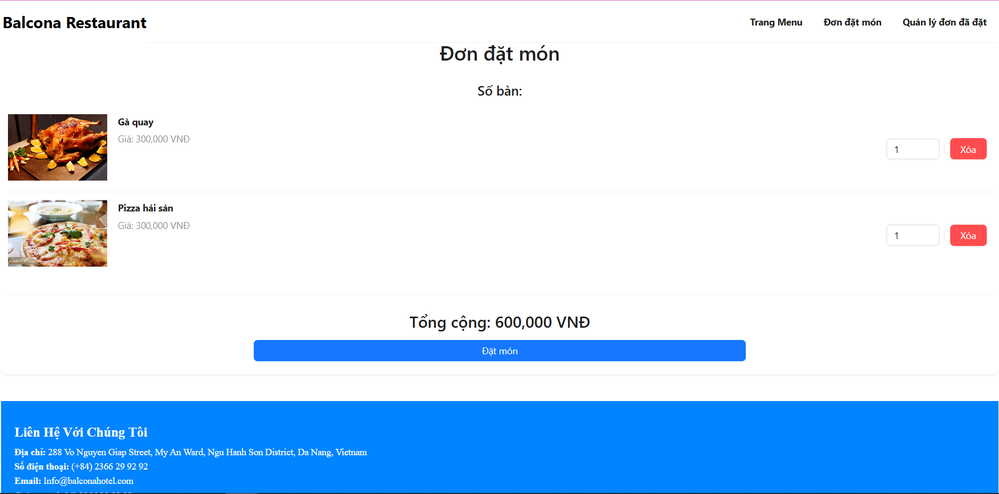 Balcona Restaurant
Trang Menu Đơn đặt món Quản lý đơn đã đặt
Đơn đặt món
Số bàn:
Gà quay
Giá: 300,000 VNĐ
1 Xóa
Pizza hải sản
Giá: 300,000 VNĐ
1 Xóa
Tổng cộng: 600,000 VNĐ
Đặt món
Liên Hệ Với Chúng Tôi
Địa chỉ: 288 Vo Nguyen Giap Street, My An Ward, Ngu Hanh Son District, Da Nang, Vietnam
Số điện thoại: (+84) 2366 29 92 92
Email: Info@balconahotel.com